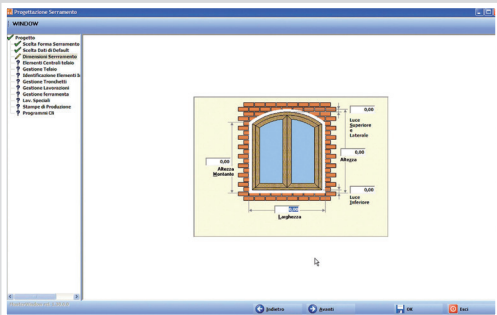 Progettazione Serramento
WINDOW
Progetto
Scelta Forma Serramento
Scelta Dati di Default
Dimensioni Serrramento
Elementi Centrali telaio
Gestione Telaio
Identificazione Elementi
Gestione Tronchetti
Gestione Lavorazioni
Gestione ferramenta
Lav. Speciali
Stampe di Produzione
Programmi CN
0,00
Luce
Superiore
e
Laterale
0,00
Altezza
0,00
Altezza
Montante
0,00
Luce
Inferiore
Larghezza
Indietro
Avanti
OK
Esci